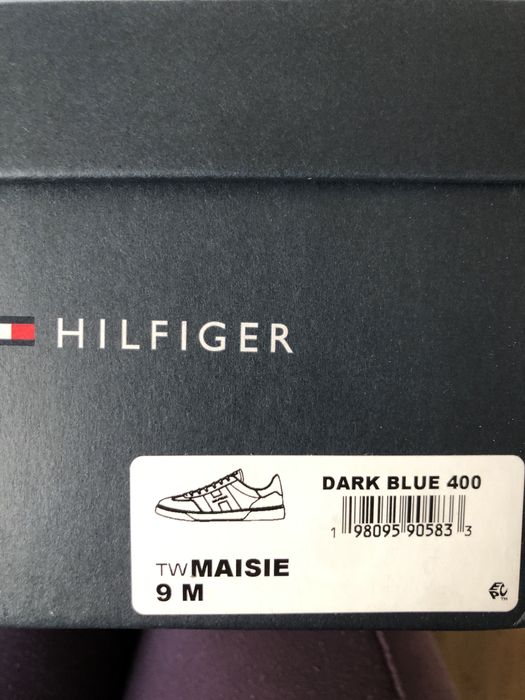 HILFIGER
DARK BLUE 400
1 98095 90583 3
TWMAISIE
9 M